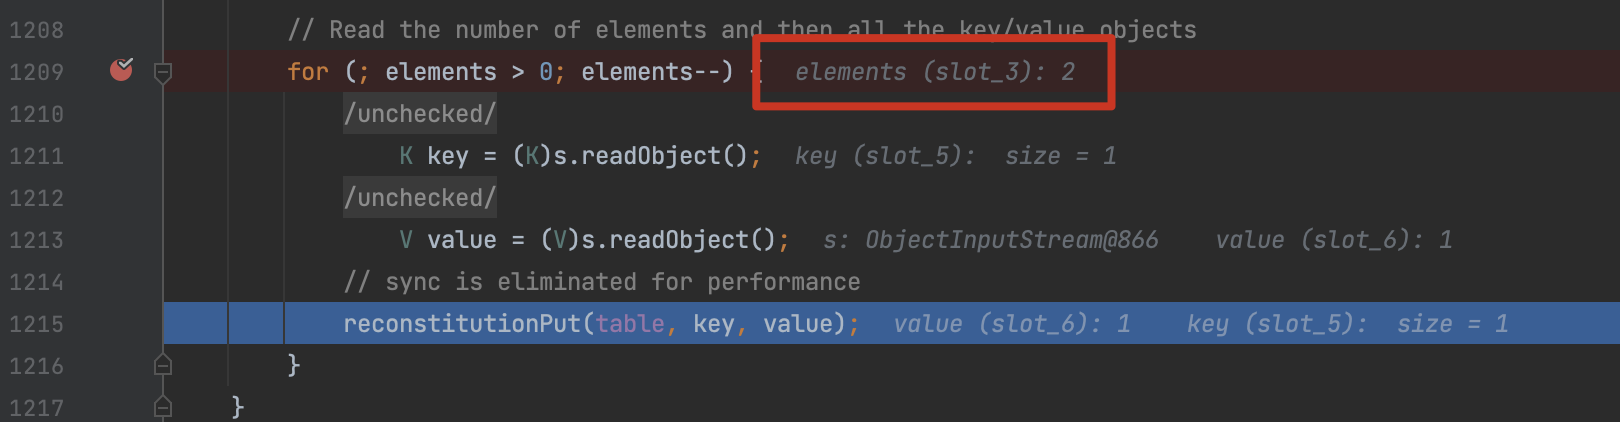 1208 // Read the number of elements and then all the key/value objects
1209 for (; elements > 0; elements--) { elements (slot_3): 2
1210 /unchecked/
1211 K key = (K)s.readObject(); key (slot_5): size = 1
1212 /unchecked/
1213 V value = (V)s.readObject(); s: ObjectInputStream@866 value (slot_6): 1
1214 // sync is eliminated for performance
1215 reconstitutionPut(table, key, value); value (slot_6): 1 key (slot_5): size = 1
1216 }
1217 }